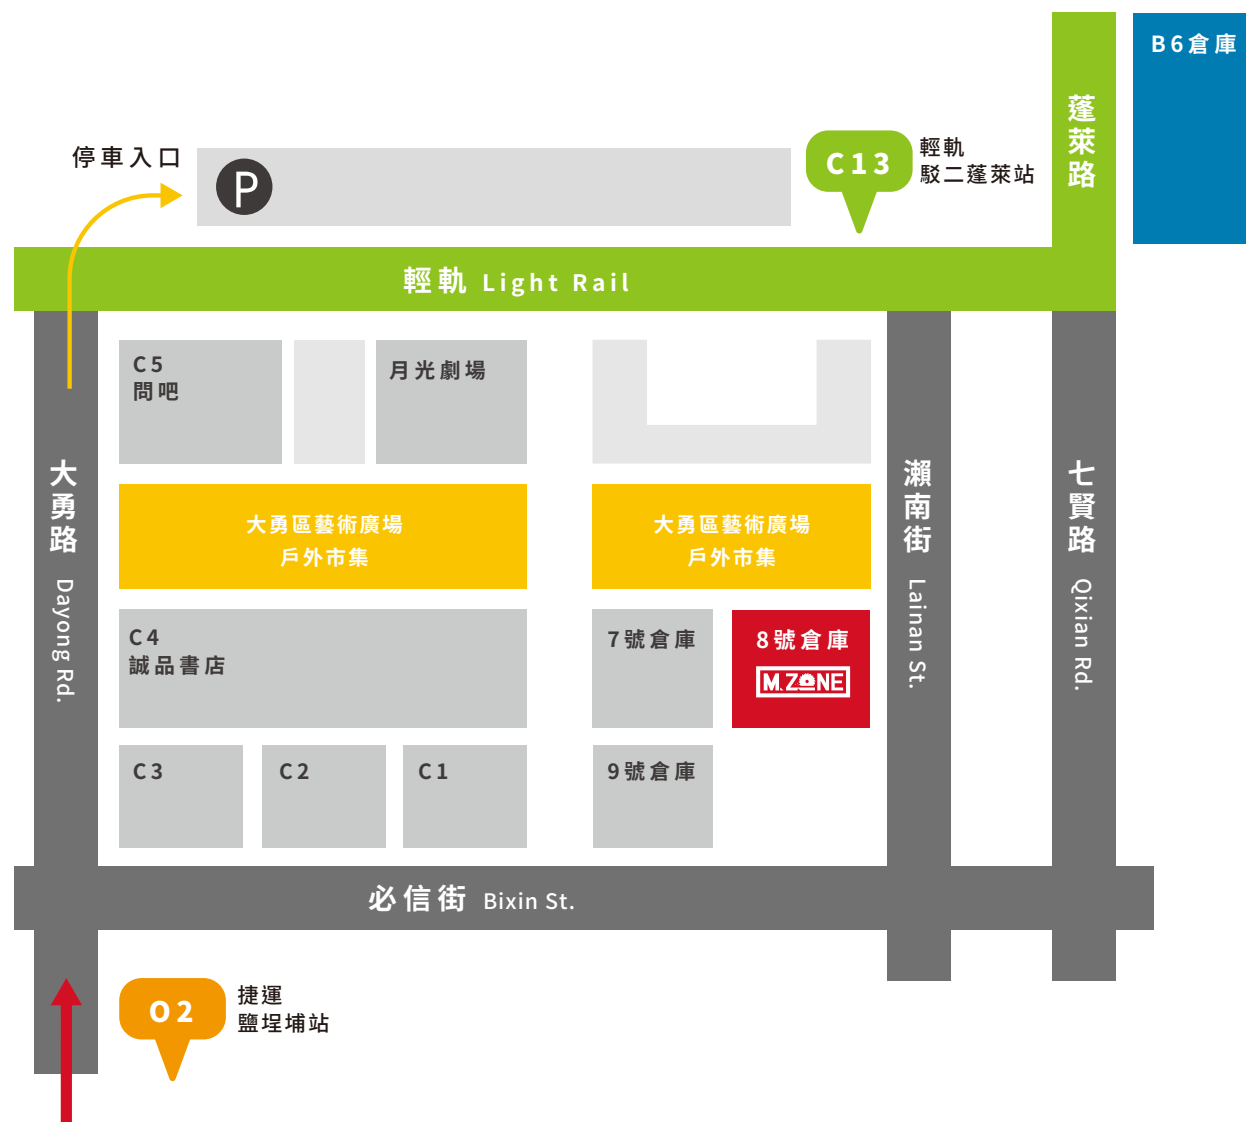 B6倉庫
蓬萊路
停車入口
P
C13
輕軌
駁二蓬萊站
輕軌 Light Rail
C5
問吧
月光劇場
大勇路 Dayong Rd.
瀨南街 Lainan St.
七賢路 Qixian Rd.
大勇區藝術廣場
戶外市集
大勇區藝術廣場
戶外市集
C4
誠品書店
7號倉庫
8號倉庫
M.ZONE
C3
C2
C1
9號倉庫
必信街 Bixin St.
O2
捷運
鹽埕埔站